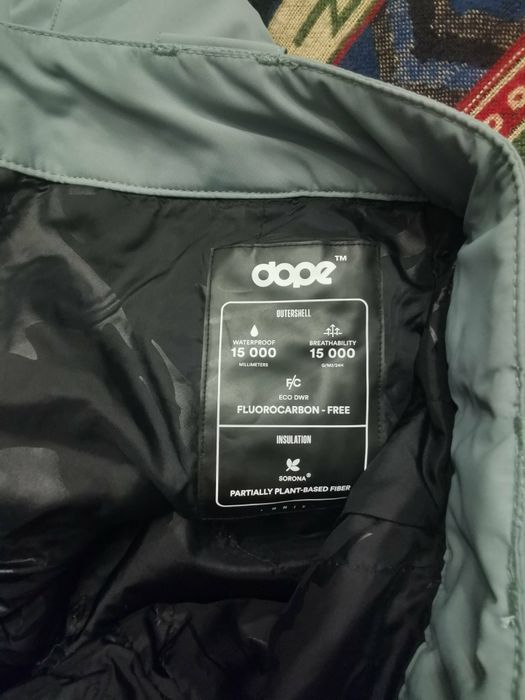 dope™
OUTERSHELL
WATERPROOF BREATHABILITY
15 000 15 000
MILLIMETERS G/M2/24H
F/C
ECO DWR
FLUOROCARBON - FREE
INSULATION
SORONA®
PARTIALLY PLANT-BASED FIBER